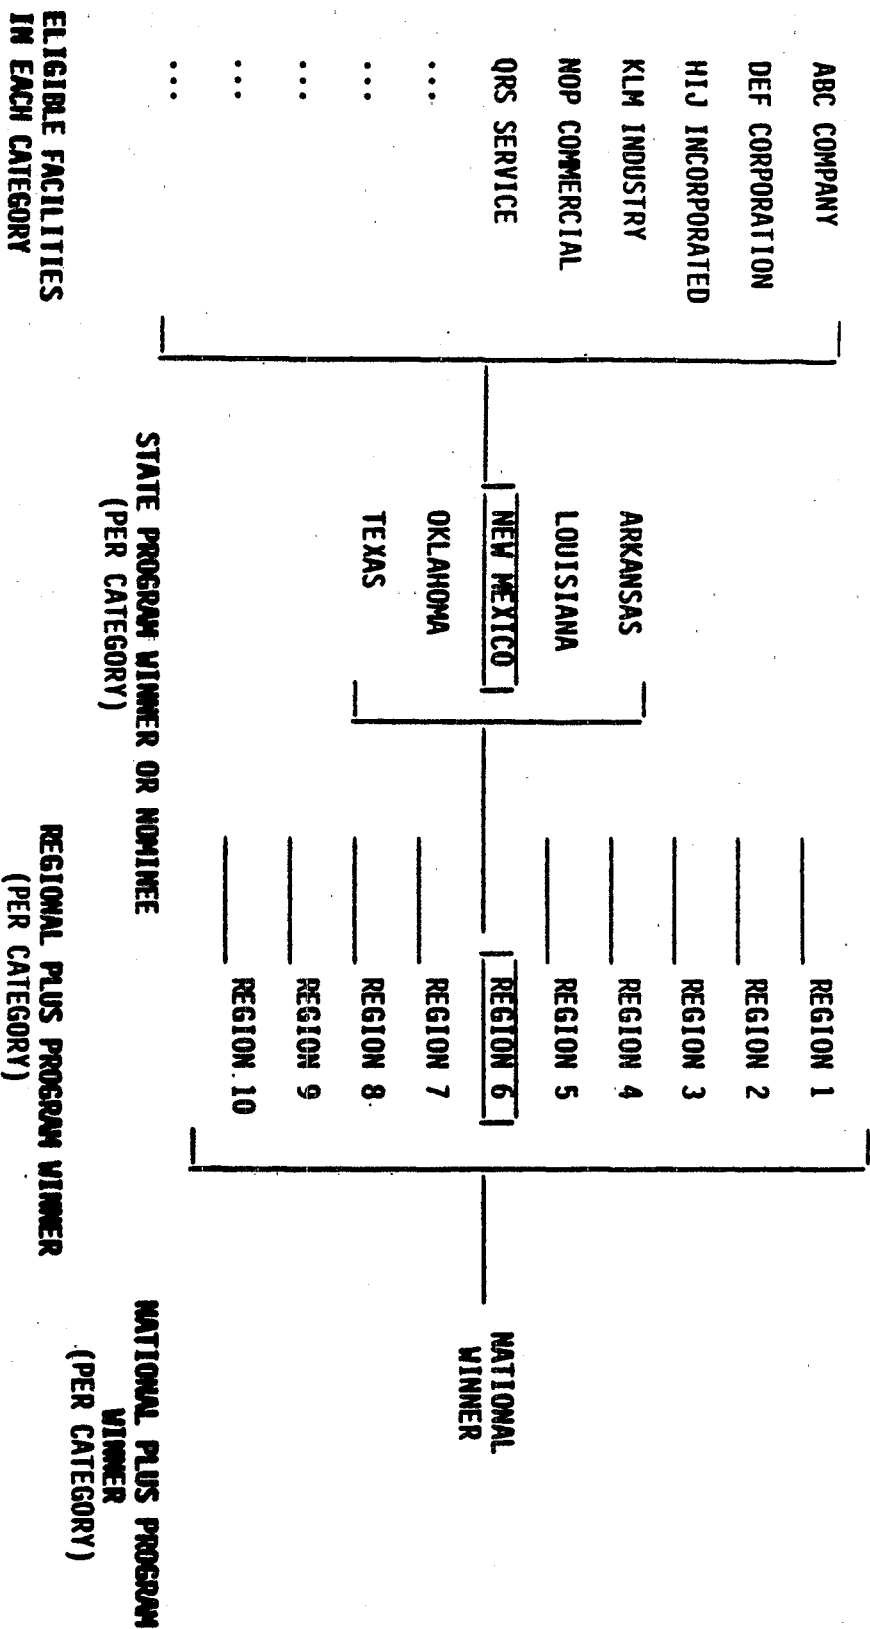 ABC COMPANY
DEF CORPORATION
HIJ INCORPORATED
KLM INDUSTRY
NOP COMMERCIAL
QRS SERVICE
...
...
...
...
...
ELIGIBLE FACILITIES
IN EACH CATEGORY
ARKANSAS
LOUISIANA
NEW MEXICO
OKLAHOMA
TEXAS
STATE PROGRAM WINNER OR NOMINEE
(PER CATEGORY)
REGION 1
REGION 2
REGION 3
REGION 4
REGION 5
REGION 6
REGION 7
REGION 8
REGION 9
REGION 10
REGIONAL PLUS PROGRAM WINNER
(PER CATEGORY)
NATIONAL
WINNER
NATIONAL PLUS PROGRAM
WINNER
(PER CATEGORY)